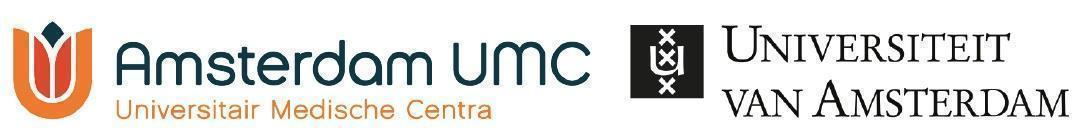 Amsterdam UMC
Universitair Medische Centra
UNIVERSITEIT
VAN AMSTERDAM